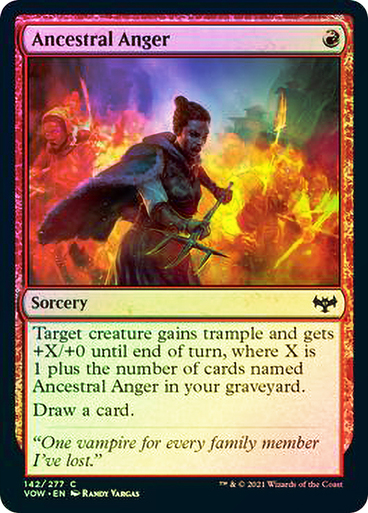 Ancestral Anger
Sorcery
Target creature gains trample and gets
+X/+0 until end of turn, where X is
1 plus the number of cards named
Ancestral Anger in your graveyard.
Draw a card.
“One vampire for every family member
I’ve lost.”
142/277 C
VOW • EN Randy Vargas
™ & © 2021 Wizards of the Coast